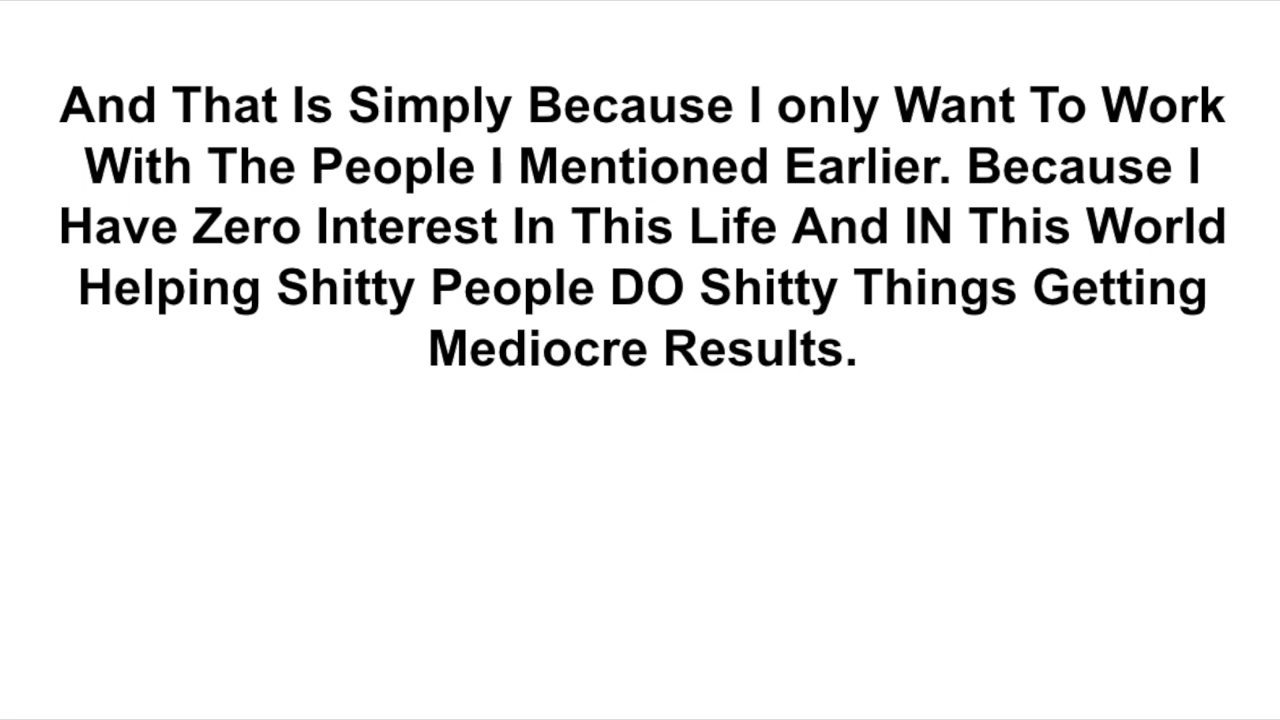 And That Is Simply Because I only Want To Work
With The People I Mentioned Earlier. Because I
Have Zero Interest In This Life And IN This World
Helping Shitty People DO Shitty Things Getting
Mediocre Results.